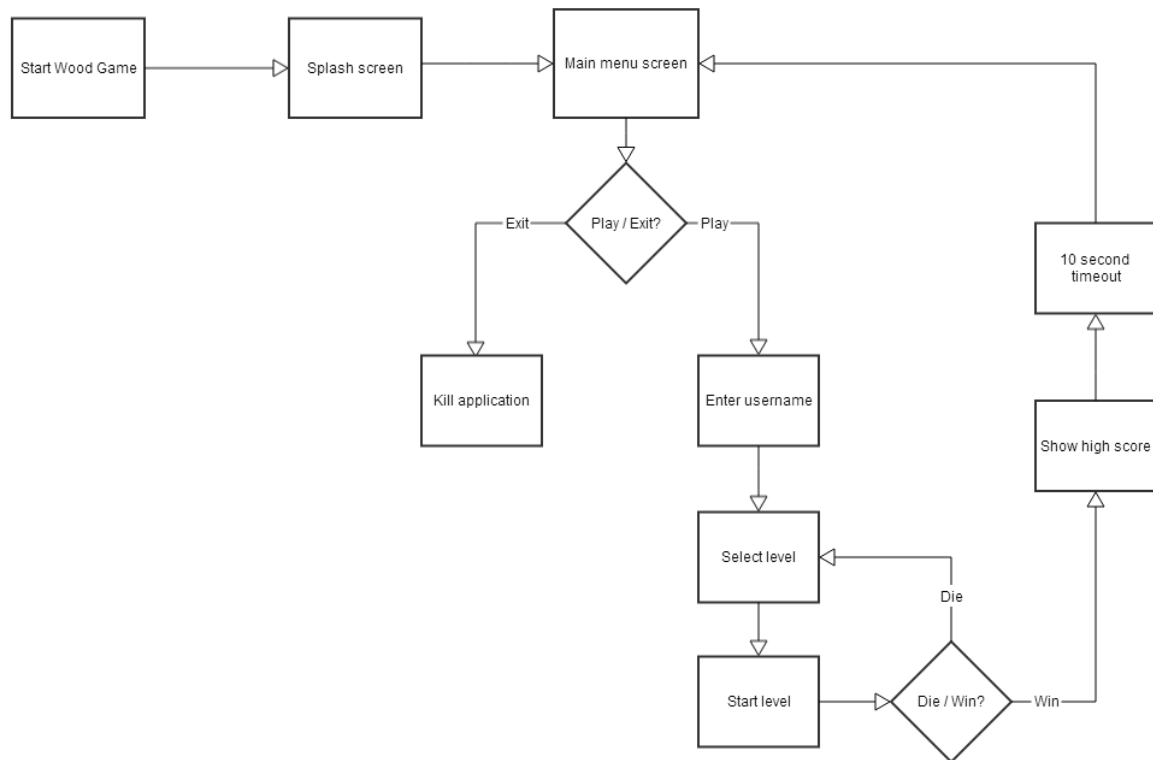 Start Wood Game
Splash screen
Main menu screen
Exit
Play / Exit?
Play
10 second
timeout
Kill application
Enter username
Show high score
Select level
Die
Start level
Die / Win?
Win